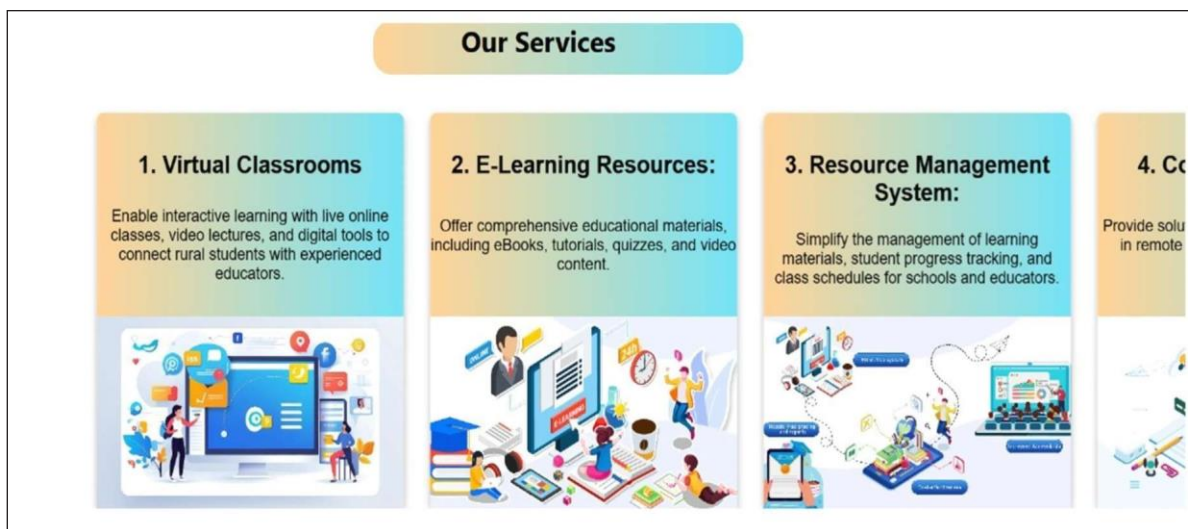 Our Services
1. Virtual Classrooms
Enable interactive learning with live online
classes, video lectures, and digital tools to
connect rural students with experienced
educators.
2. E-Learning Resources:
Offer comprehensive educational materials,
including eBooks, tutorials, quizzes, and video
content.
3. Resource Management
System:
Simplify the management of learning
materials, student progress tracking, and
class schedules for schools and educators.
4. Co
Provide solu
in remote
ONLINE
E-LEARNING